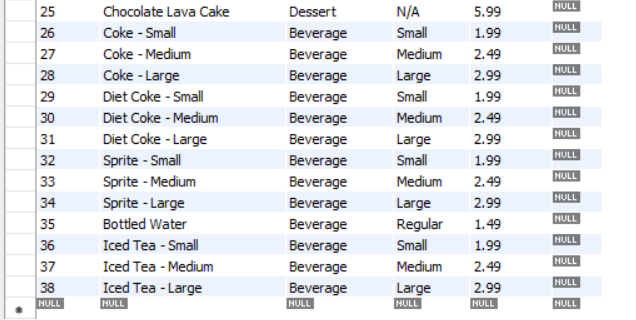 25 Chocolate Lava Cake Dessert N/A 5.99 NULL
26 Coke - Small Beverage Small 1.99 NULL
27 Coke - Medium Beverage Medium 2.49 NULL
28 Coke - Large Beverage Large 2.99 NULL
29 Diet Coke - Small Beverage Small 1.99 NULL
30 Diet Coke - Medium Beverage Medium 2.49 NULL
31 Diet Coke - Large Beverage Large 2.99 NULL
32 Sprite - Small Beverage Small 1.99 NULL
33 Sprite - Medium Beverage Medium 2.49 NULL
34 Sprite - Large Beverage Large 2.99 NULL
35 Bottled Water Beverage Regular 1.49 NULL
36 Iced Tea - Small Beverage Small 1.99 NULL
37 Iced Tea - Medium Beverage Medium 2.49 NULL
38 Iced Tea - Large Beverage Large 2.99 NULL
NULL NULL NULL NULL NULL NULL